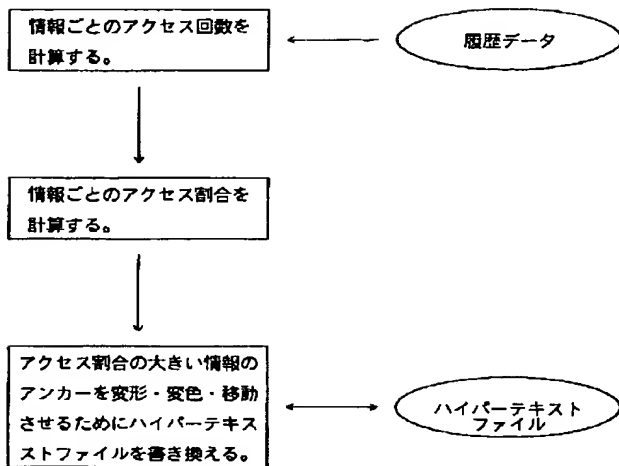 情報ごとのアクセス回数を
計算する。
履歴データ
情報ごとのアクセス割合を
計算する。
アクセス割合の大きい情報の
アンカーを変形・変色・移動
させるためにハイパーテキス
ストファイルを書き換える。
ハイパーテキスト
ファイル